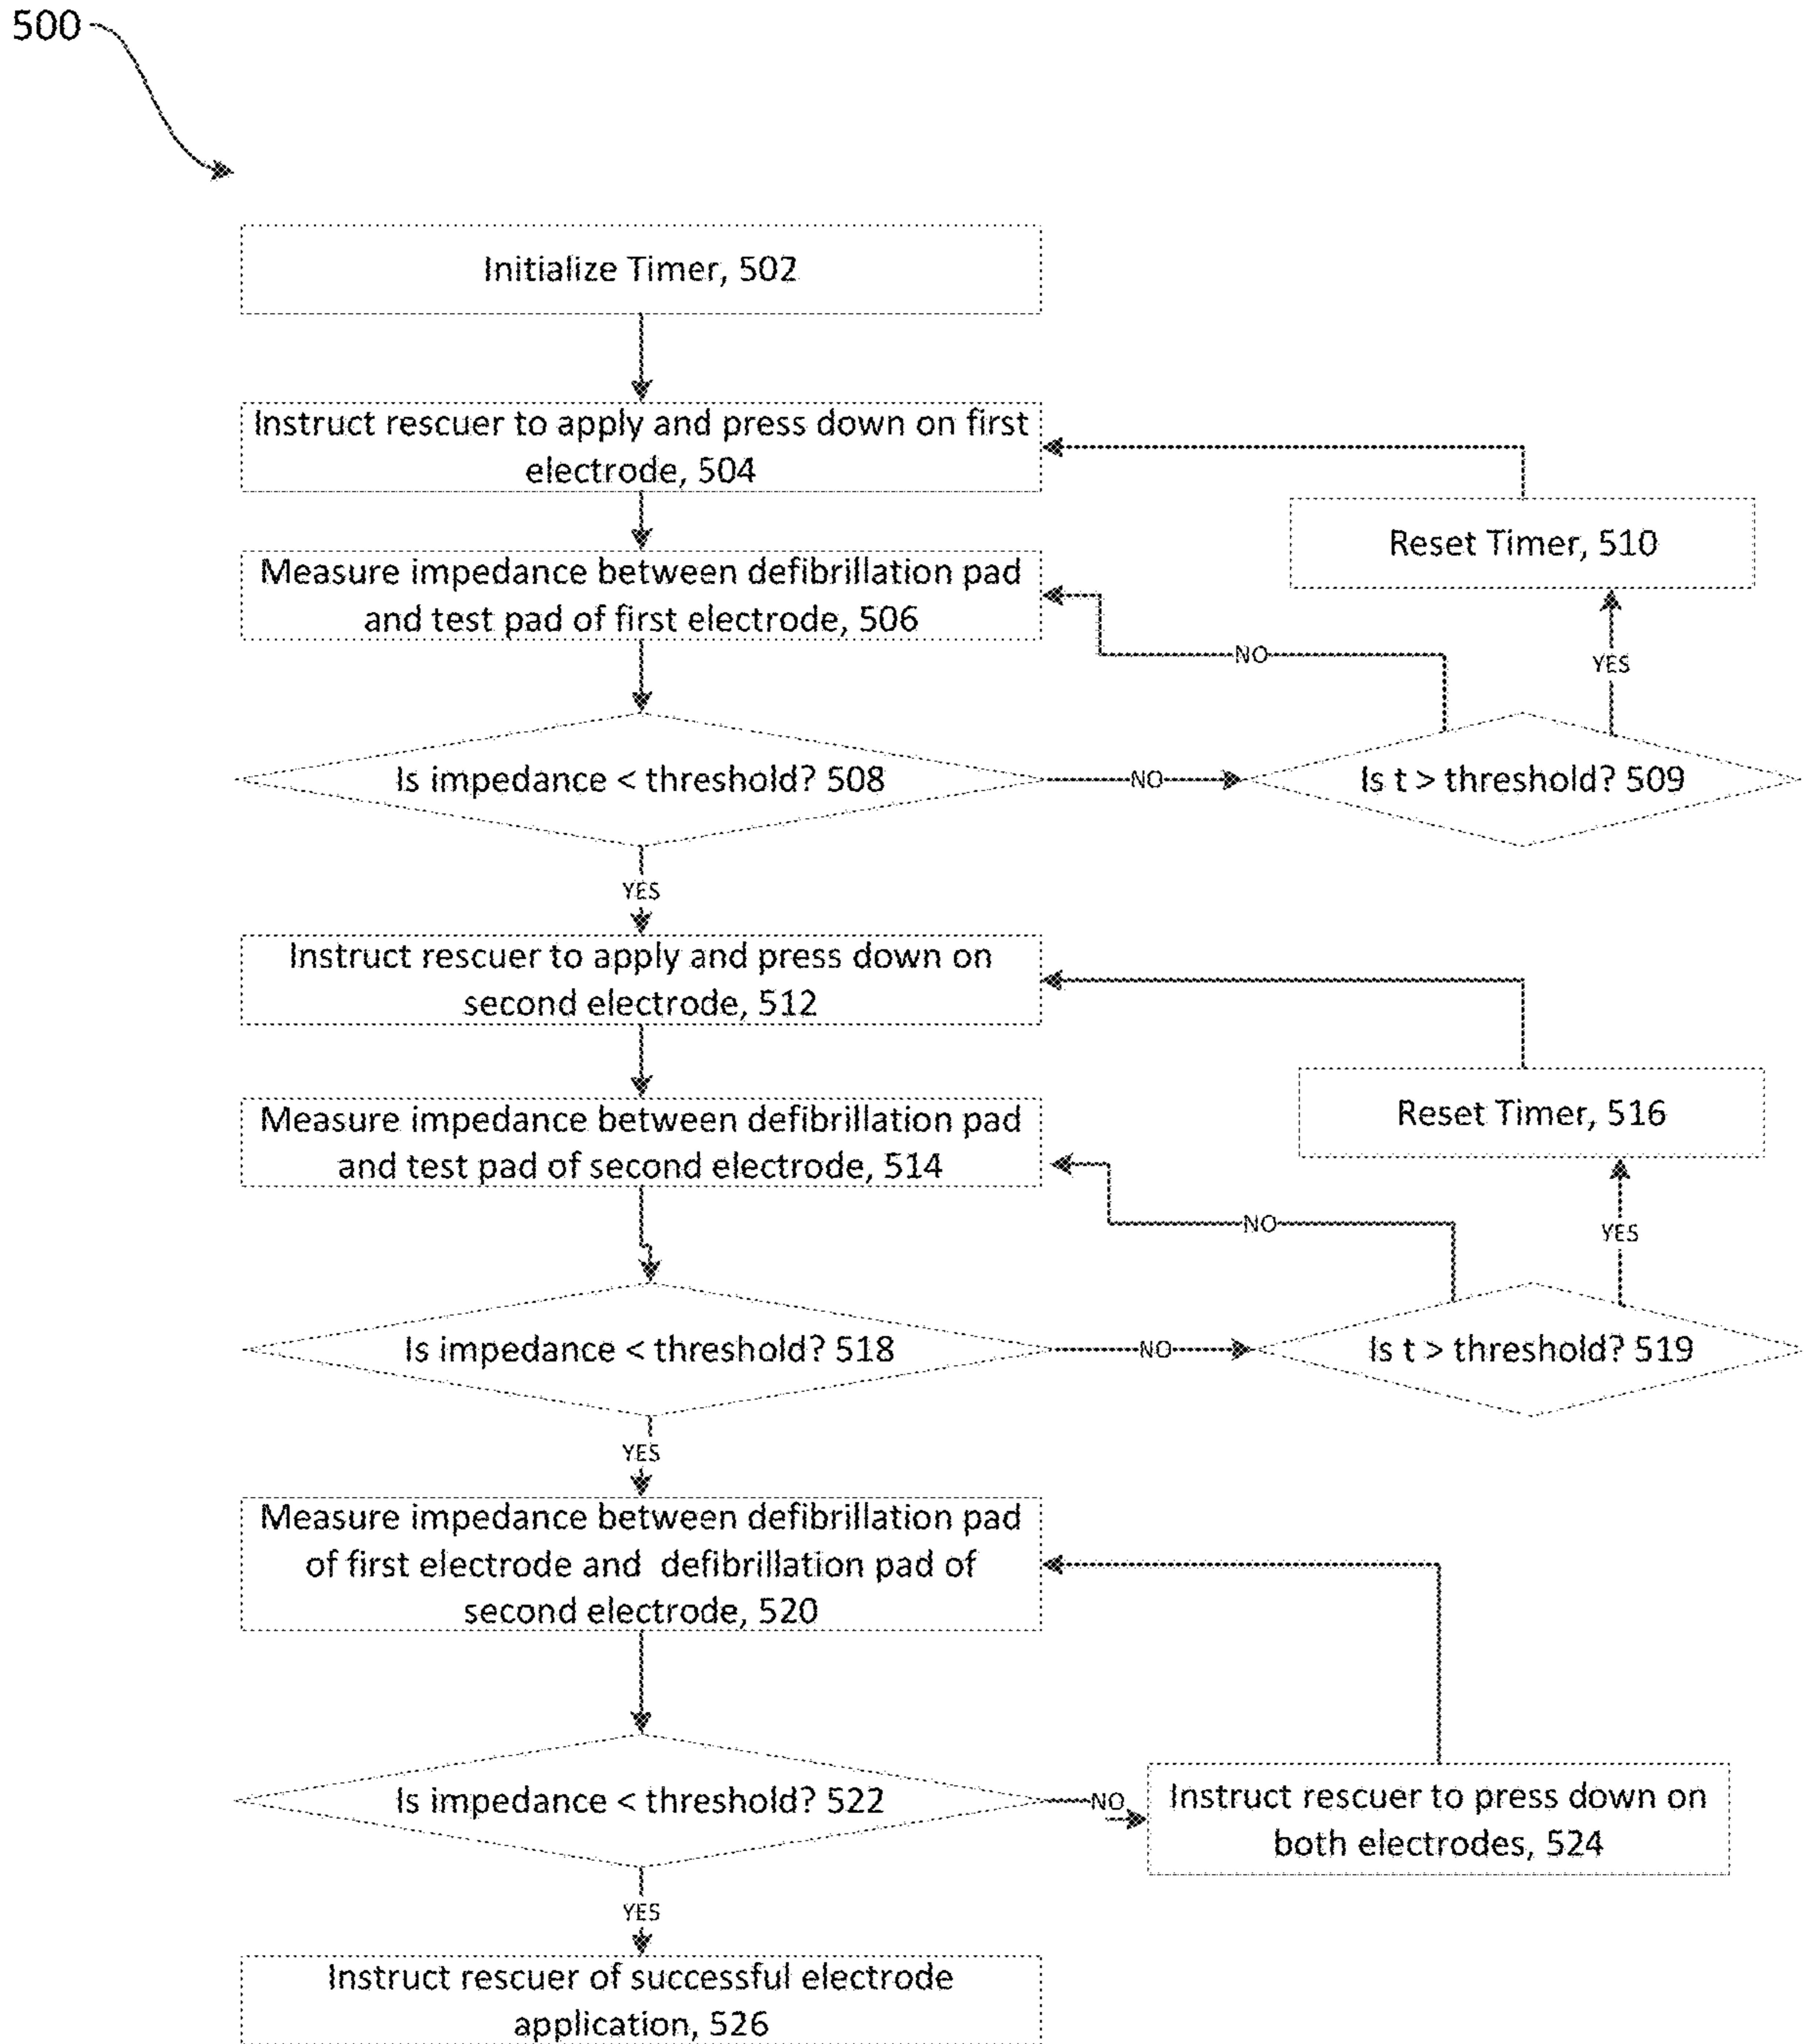 500
Initialize Timer, 502
Instruct rescuer to apply and press down on first
electrode, 504
Reset Timer, 510
Measure impedance between defibrillation pad
and test pad of first electrode, 506
NO
YES
Is impedance < threshold? 508
NO
Is t > threshold? 509
YES
Instruct rescuer to apply and press down on
second electrode, 512
Reset Timer, 516
Measure impedance between defibrillation pad
and test pad of second electrode, 514
NO
YES
Is impedance < threshold? 518
NO
Is t > threshold? 519
YES
Measure impedance between defibrillation pad
of first electrode and defibrillation pad of
second electrode, 520
Is impedance < threshold? 522
NO
Instruct rescuer to press down on
both electrodes, 524
YES
Instruct rescuer of successful electrode
application, 526